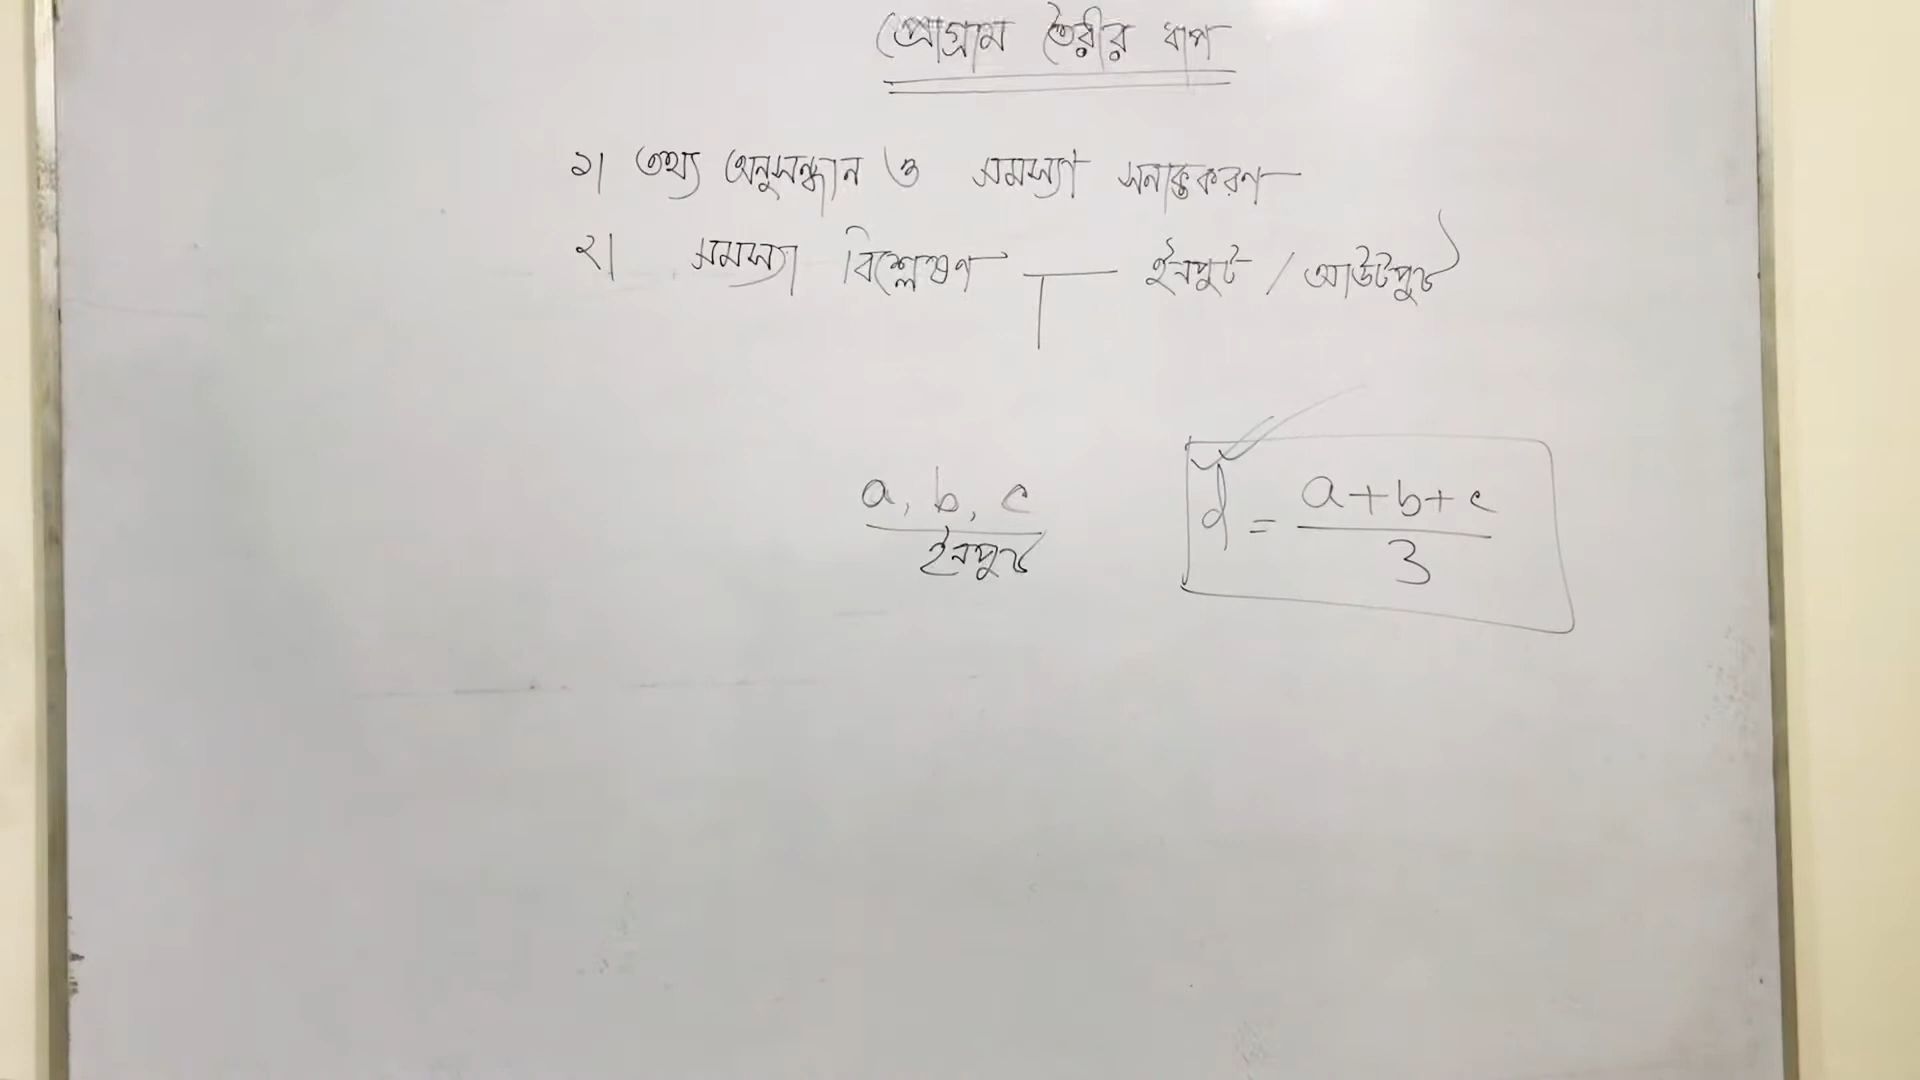 প্রোগ্রাম তৈরীর ধাপ
১। তথ্য অনুসন্ধান ও সমস্যা সনাক্তকরণ
২। সমস্যা বিশ্লেষণ — ইনপুট / আউটপুট
a, b, c
ইনপুট
d = (a+b+c) / 3